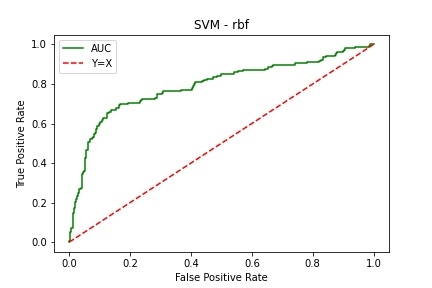 SVM - rbf
AUC
Y=X
True Positive Rate
1.0
0.8
0.6
0.4
0.2
0.0
0.0 0.2 0.4 0.6 0.8 1.0
False Positive Rate